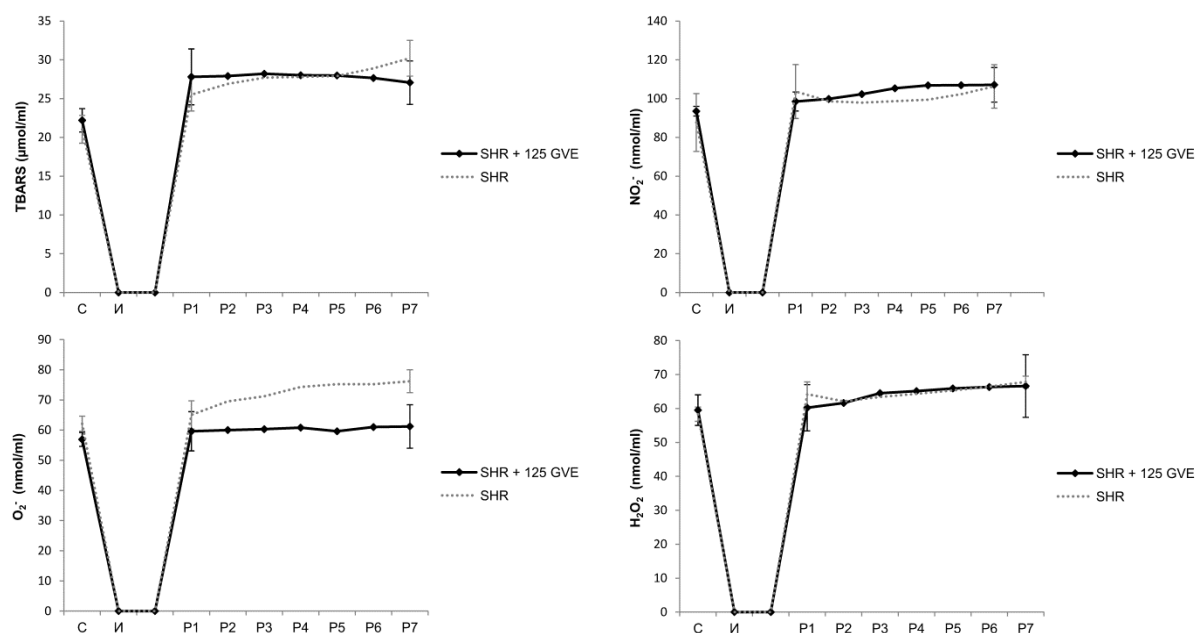 TBARS (µmol/ml)
35
30
25
20
15
10
5
0
C И P1 P2 P3 P4 P5 P6 P7
SHR + 125 GVE
SHR
NO₂⁻ (nmol/ml)
140
120
100
80
60
40
20
0
C И P1 P2 P3 P4 P5 P6 P7
SHR + 125 GVE
SHR
O₂⁻ (nmol/ml)
90
80
70
60
50
40
30
20
10
0
C И P1 P2 P3 P4 P5 P6 P7
SHR + 125 GVE
SHR
H₂O₂ (nmol/ml)
80
70
60
50
40
30
20
10
0
C И P1 P2 P3 P4 P5 P6 P7
SHR + 125 GVE
SHR